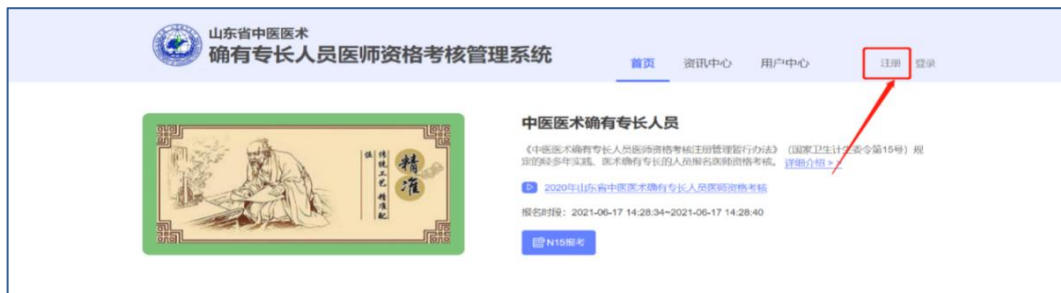 山东省中医医术
确有专长人员医师资格考核管理系统
首页 资讯中心 用户中心 注册 登录
中医医术确有专长人员
《中医医术确有专长人员医师资格考核注册管理暂行办法》（国家卫生计生委令第15号）规
定的经多年实践、医术确有专长的人员报名医师资格考核。 详细介绍 > >
2020年山东省中医医术确有专长人员医师资格考核
报名时段：2021-06-17 14:28:34~2021-06-17 14:28:40
N15报考
精准
传统工艺 精准配
伍